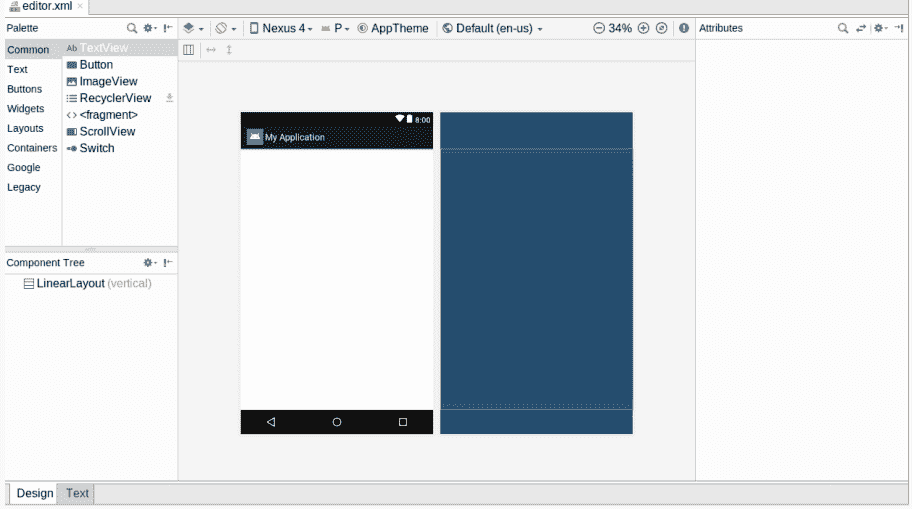 editor.xml
Palette
Nexus 4
P
AppTheme
Default (en-us)
34%
Attributes
Common
Ab TextView
Text
Button
Buttons
ImageView
Widgets
RecyclerView
Layouts
<fragment>
Containers
ScrollView
Google
Switch
Legacy
8:00
My Application
Component Tree
LinearLayout (vertical)
Design
Text